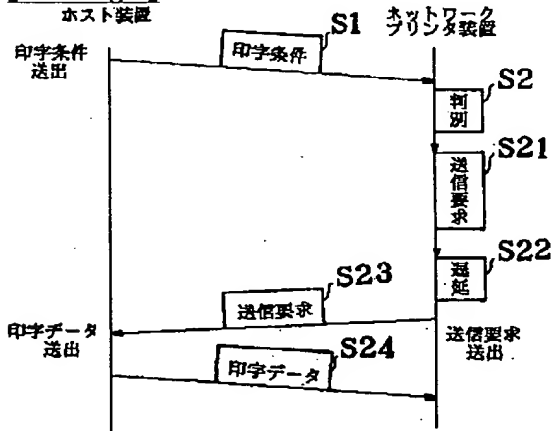 ホスト装置
ネットワーク
プリンタ装置
印字条件
送出
印字条件
S1
S2
判別
S21
送信要求
S22
遅延
S23
送信要求
印字データ
送出
送信要求
送出
S24
印字データ